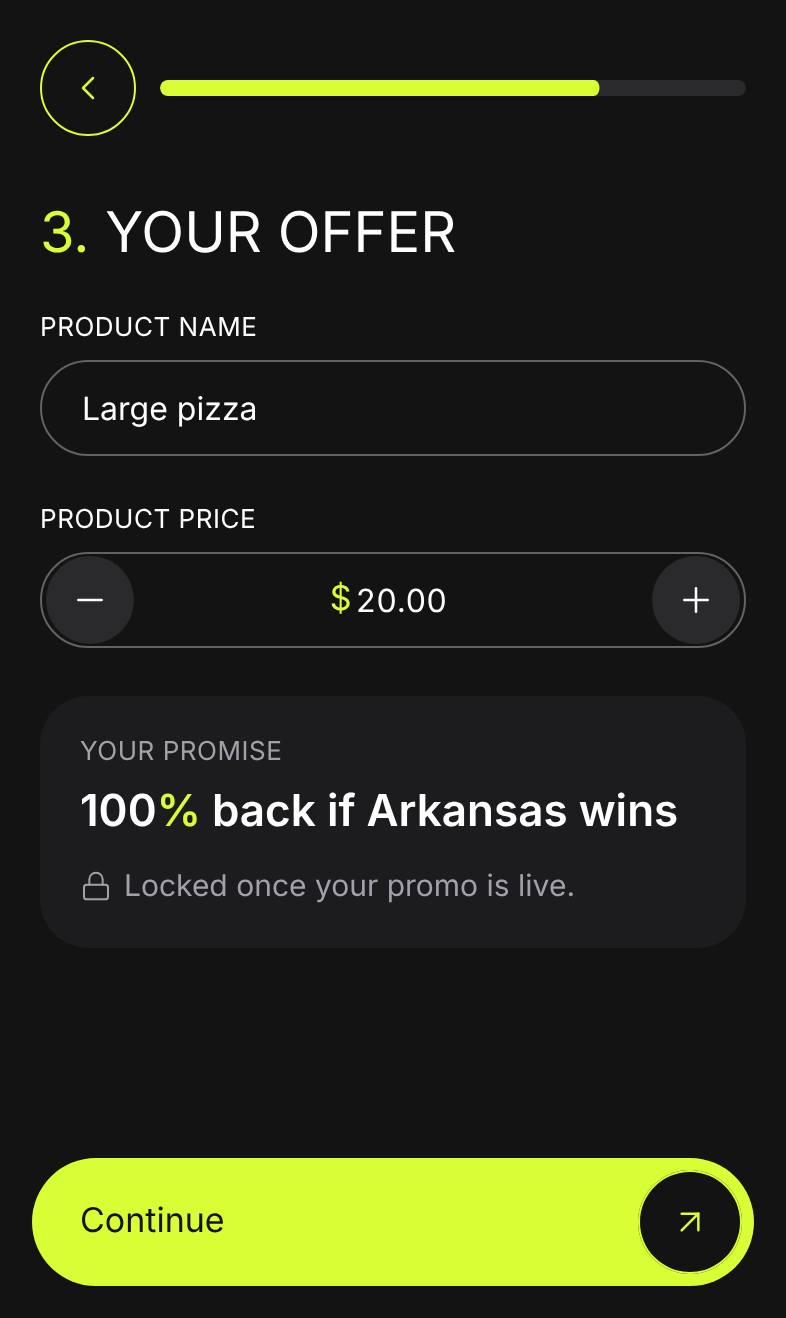 3. YOUR OFFER
PRODUCT NAME
Large pizza
PRODUCT PRICE
$20.00
YOUR PROMISE
100% back if Arkansas wins
Locked once your promo is live.
Continue